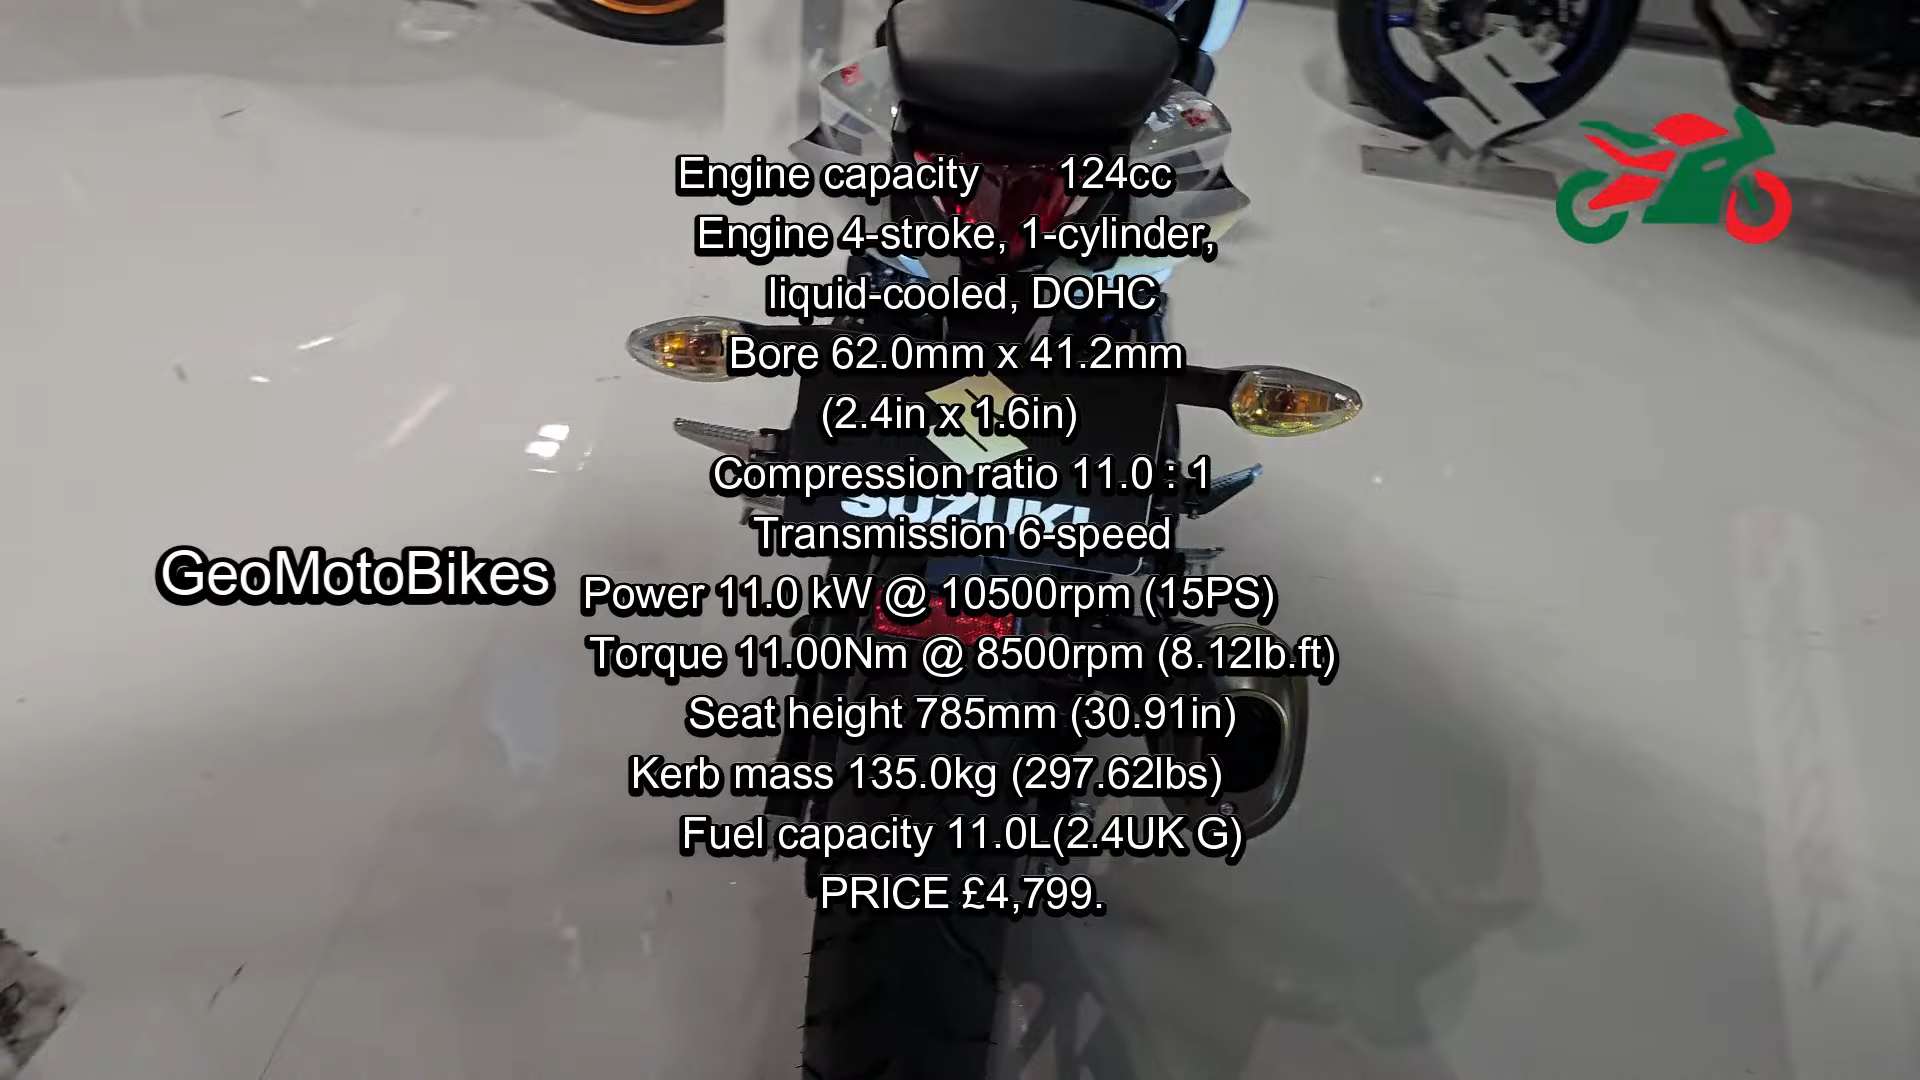 Engine capacity 124cc
Engine 4-stroke, 1-cylinder,
liquid-cooled, DOHC
Bore 62.0mm x 41.2mm
(2.4in x 1.6in)
Compression ratio 11.0 : 1
SUZUKI
Transmission 6-speed
GeoMotoBikes
Power 11.0 kW @ 10500rpm (15PS)
Torque 11.00Nm @ 8500rpm (8.12lb.ft)
Seat height 785mm (30.91in)
Kerb mass 135.0kg (297.62lbs)
Fuel capacity 11.0L(2.4UK G)
PRICE £4,799.